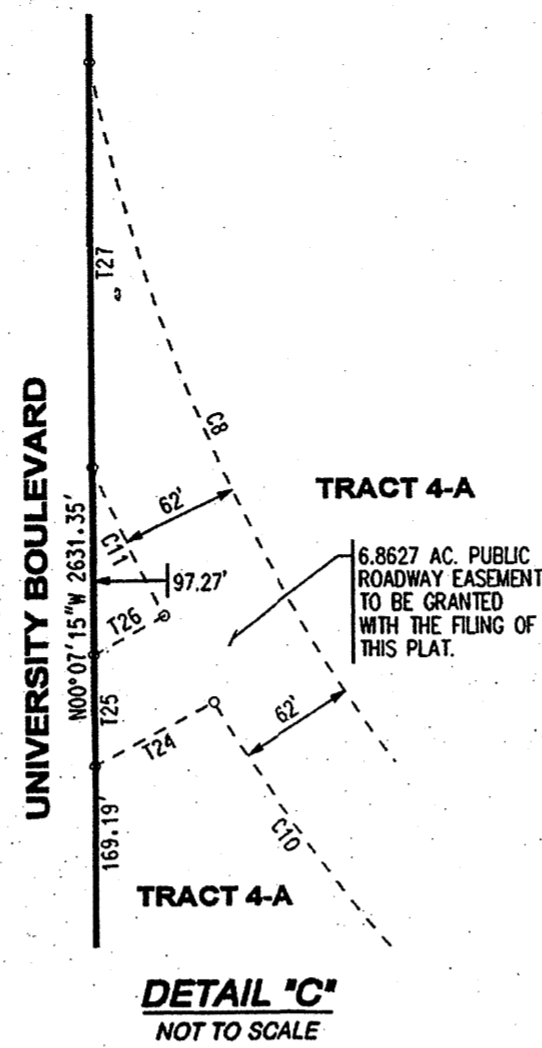 T27
C8
UNIVERSITY BOULEVARD
N00°07'15"W 2631.35'
TRACT 4-A
62'
C11
97.27'
6.8627 AC. PUBLIC
ROADWAY EASEMENT
TO BE GRANTED
WITH THE FILING OF
THIS PLAT.
T26
T25
62'
T24
C10
169.19'
TRACT 4-A
DETAIL "C"
NOT TO SCALE